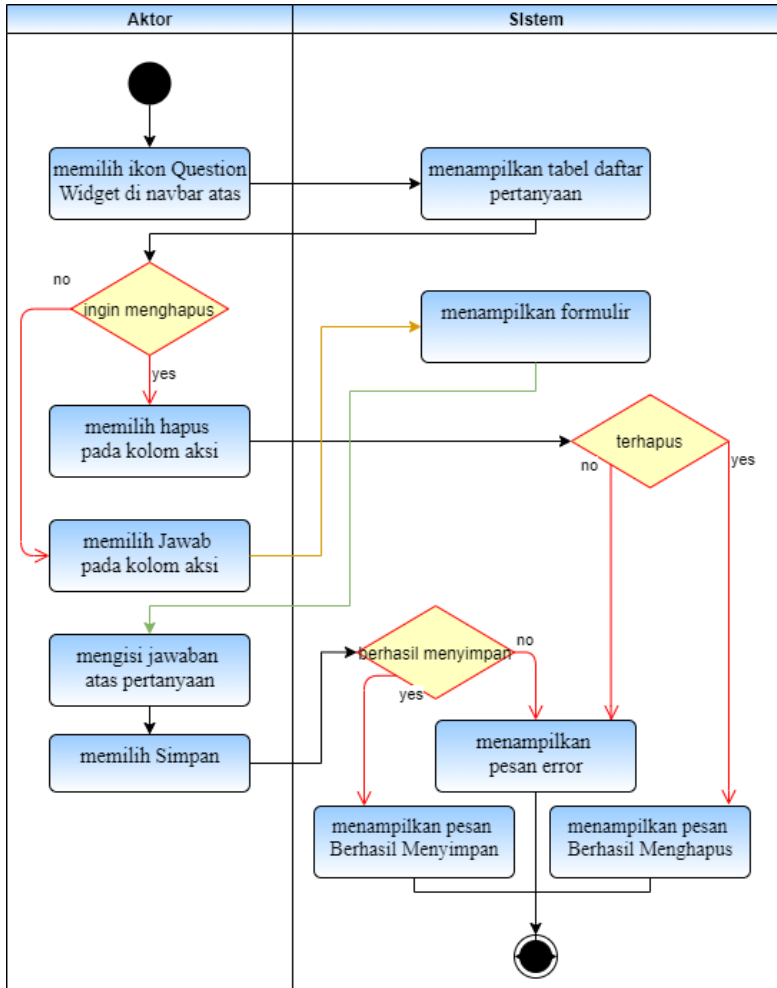 Aktor
SIstem
memilih ikon Question
Widget di navbar atas
menampilkan tabel daftar
pertanyaan
no
ingin menghapus
menampilkan formulir
yes
memilih hapus
pada kolom aksi
terhapus
no
yes
memilih Jawab
pada kolom aksi
mengisi jawaban
atas pertanyaan
berhasil menyimpan
no
yes
memilih Simpan
menampilkan
pesan error
menampilkan pesan
Berhasil Menyimpan
menampilkan pesan
Berhasil Menghapus